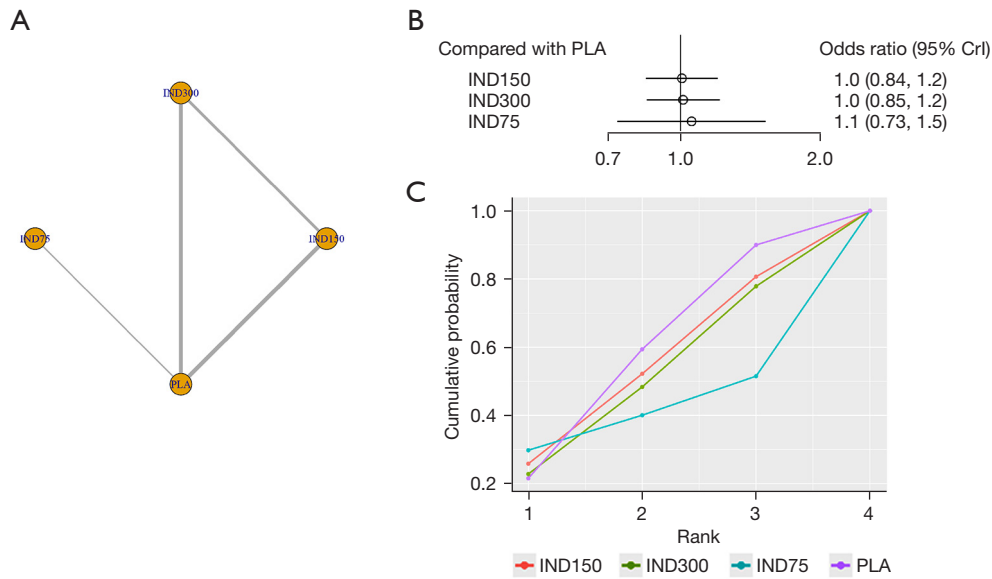 A
IND300
IND75
IND150
PLA
B
Compared with PLA Odds ratio (95% CrI)
IND150 1.0 (0.84, 1.2)
IND300 1.0 (0.85, 1.2)
IND75 1.1 (0.73, 1.5)
0.7 1.0 2.0
C
Cumulative probability
1.0
0.8
0.6
0.4
0.2
1 2 3 4
Rank
IND150 IND300 IND75 PLA